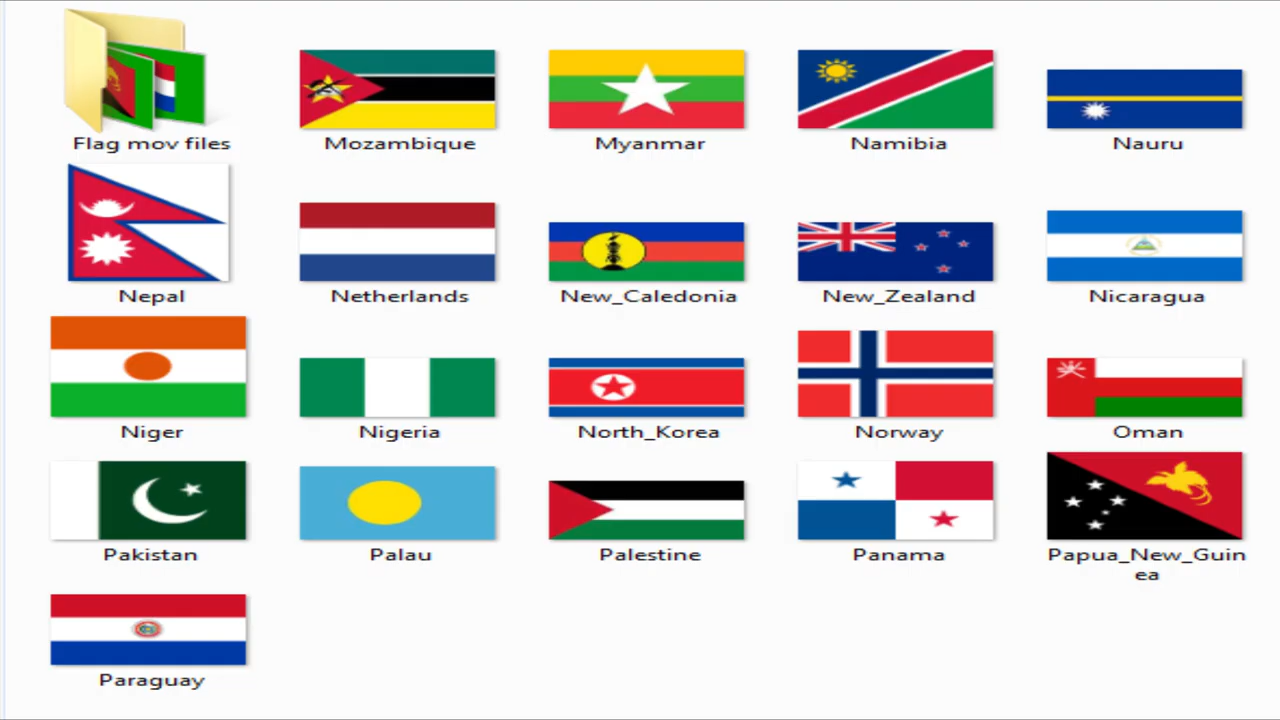 Flag mov files
Mozambique
Myanmar
Namibia
Nauru
Nepal
Netherlands
New_Caledonia
New_Zealand
Nicaragua
Niger
Nigeria
North_Korea
Norway
Oman
Pakistan
Palau
Palestine
Panama
Papua_New_Guin
ea
Paraguay